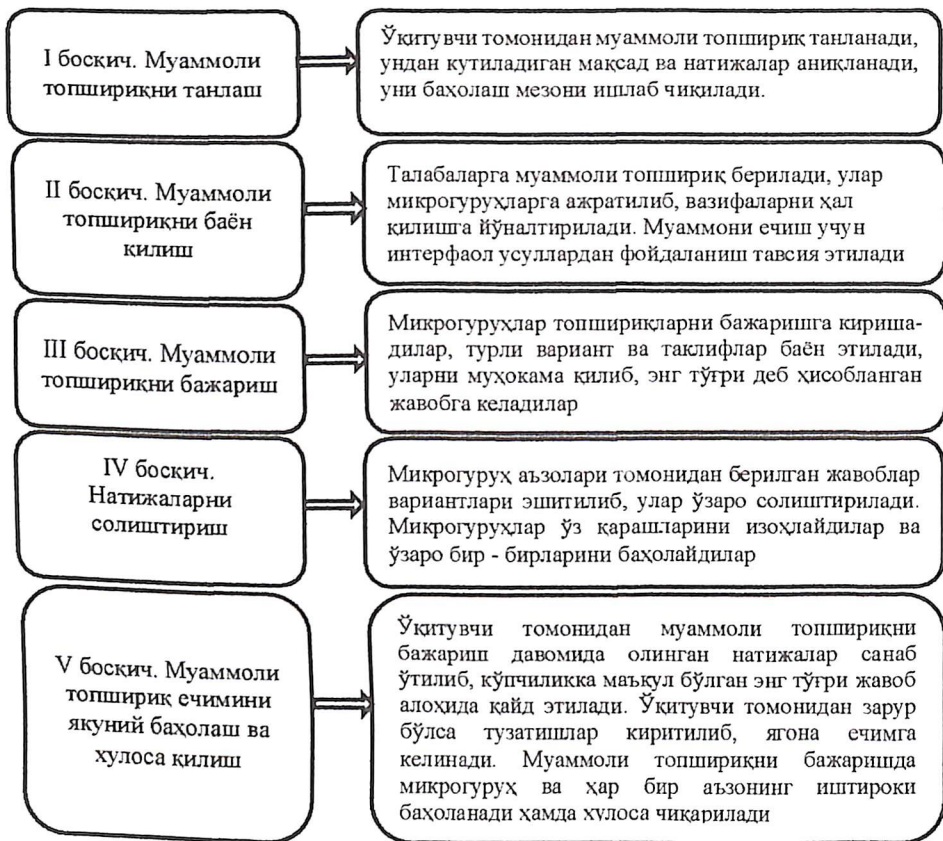 I босқич. Муаммоли
топшириқни танлаш
Ўқитувчи томонидан муаммоли топшириқ танланади,
ундан кутиладиган мақсад ва натижалар аниқланади,
уни баҳолаш мезони ишлаб чиқилади.
II босқич. Муаммоли
топшириқни баён
қилиш
Талабаларга муаммоли топшириқ берилади, улар
микрогуруҳларга ажратилиб, вазифаларни ҳал
қилишга йўналтирилади. Муаммони ечиш учун
интерфаол усуллардан фойдаланиш тавсия этилади
III босқич. Муаммоли
топшириқни бажариш
Микрогуруҳлар топшириқларни бажаришга кириша-
дилар, турли вариант ва таклифлар баён этилади,
уларни муҳокама қилиб, энг тўғри деб ҳисобланган
жавобга келадилар
IV босқич.
Натижаларни
солиштириш
Микрогуруҳ аъзолари томонидан берилган жавоблар
вариантлари эшитилиб, улар ўзаро солиштирилади.
Микрогуруҳлар ўз қарашларини изоҳлайдилар ва
ўзаро бир - бирларини баҳолайдилар
V босқич. Муаммоли
топшириқ ечимини
якуний баҳолаш ва
хулоса қилиш
Ўқитувчи томонидан муаммоли топшириқни
бажариш давомида олинган натижалар санаб
ўтилиб, кўпчиликка маъқул бўлган энг тўғри жавоб
алоҳида қайд этилади. Ўқитувчи томонидан зарур
бўлса тузатишлар киритилиб, ягона ечимга
келинади. Муаммоли топшириқни бажаришда
микрогуруҳ ва ҳар бир аъзонинг иштироки
баҳоланади ҳамда хулоса чиқарилади